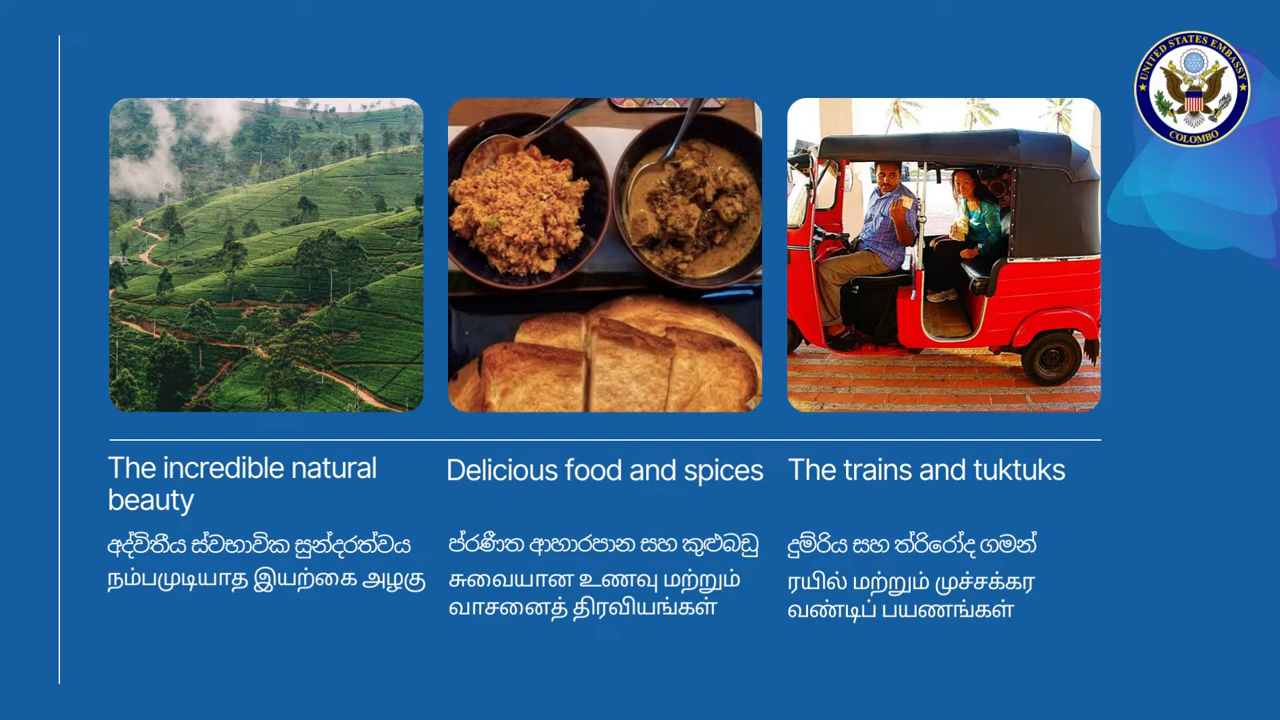 UNITED STATES EMBASSY
COLOMBO
The incredible natural
beauty
අද්විතීය ස්වභාවික සුන්දරත්වය
நம்பமுடியாத இயற்கை அழகு
Delicious food and spices
ප්රණීත ආහාරපාන සහ කුළුබඩු
சுவையான உணவு மற்றும்
வாசனைத் திரவியங்கள்
The trains and tuktuks
දුම්රිය සහ ත්රිරෝද ගමන්
ரயில் மற்றும் முச்சக்கர
வண்டிப் பயணங்கள்